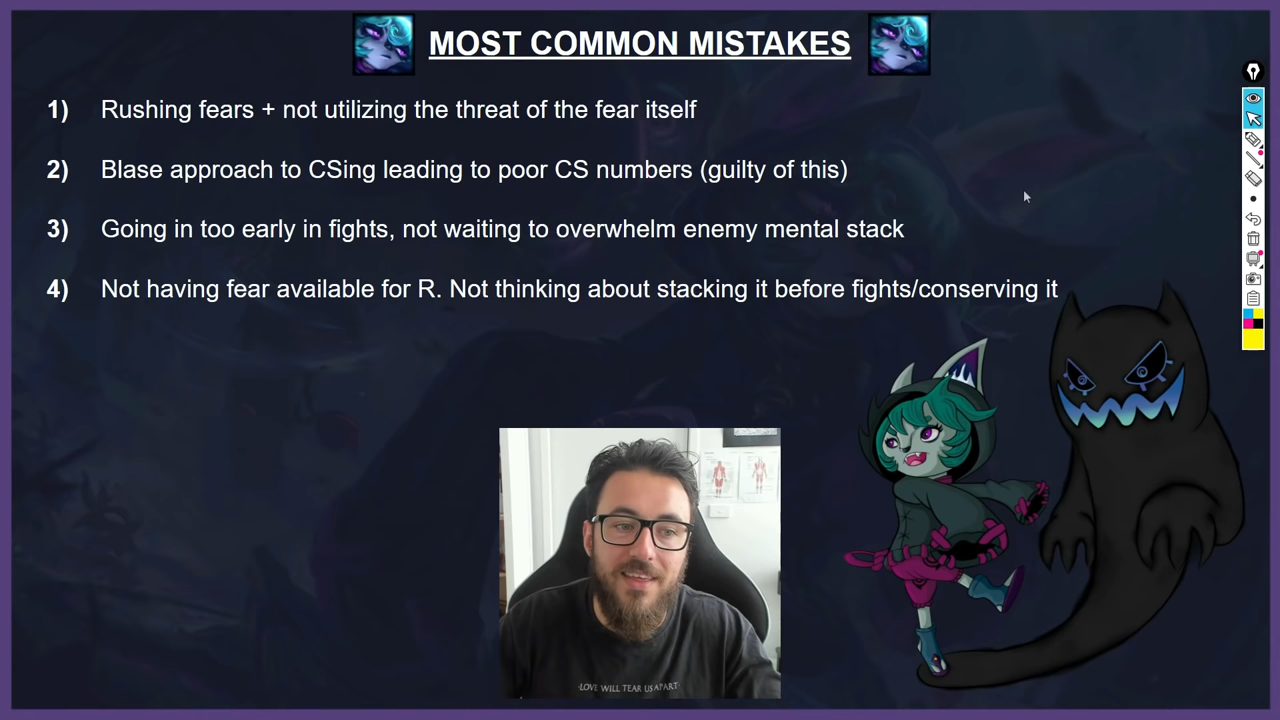 MOST COMMON MISTAKES
1) Rushing fears + not utilizing the threat of the fear itself
2) Blase approach to CSing leading to poor CS numbers (guilty of this)
3) Going in too early in fights, not waiting to overwhelm enemy mental stack
4) Not having fear available for R. Not thinking about stacking it before fights/conserving it
·LOVE WILL TEAR US APART·